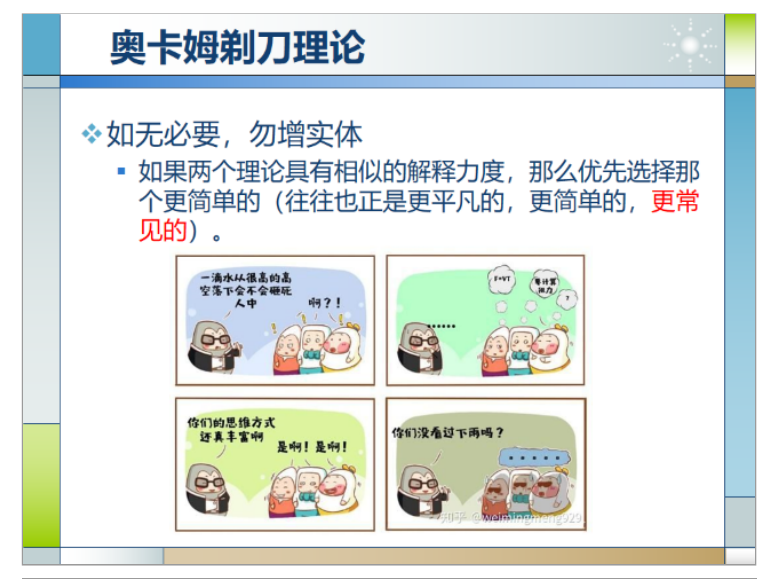 奥卡姆剃刀理论
如无必要，勿增实体
如果两个理论具有相似的解释力度，那么优先选择那
个更简单的（往往也正是更平凡的，更简单的，更常
见的）。
一滴水从很高的高
空落下会不会砸死
人中
啊？！
......
F=VT
要计算
阻力
?
你们的思维方式
还真丰富啊
是啊！是啊！
你们没看过下雨吗？
.....
知乎 @weimingmeng929